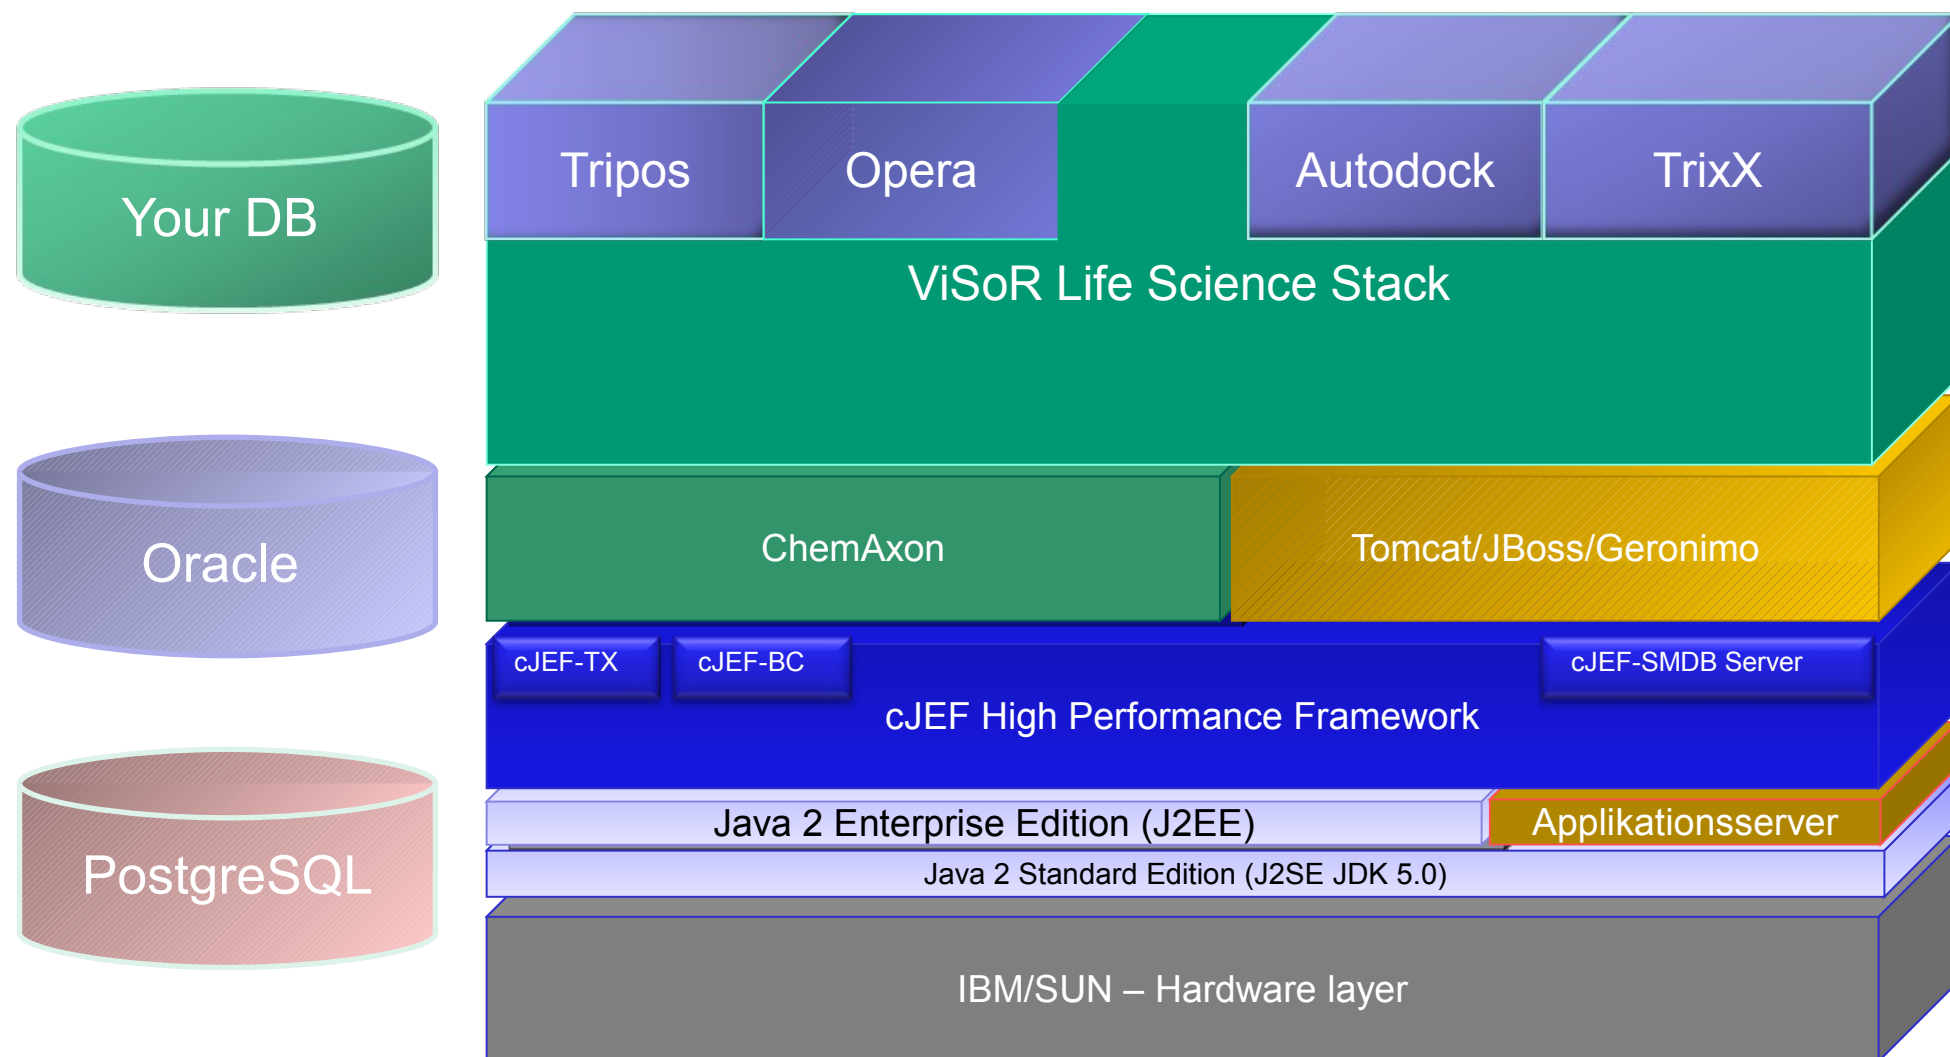 Your DB
Oracle
PostgreSQL
Tripos
Opera
Autodock
TrixX
ViSoR Life Science Stack
ChemAxon
Tomcat/JBoss/Geronimo
cJEF-TX
cJEF-BC
cJEF-SMDB Server
cJEF High Performance Framework
Java 2 Enterprise Edition (J2EE)
Applikationsserver
Java 2 Standard Edition (J2SE JDK 5.0)
IBM/SUN – Hardware layer